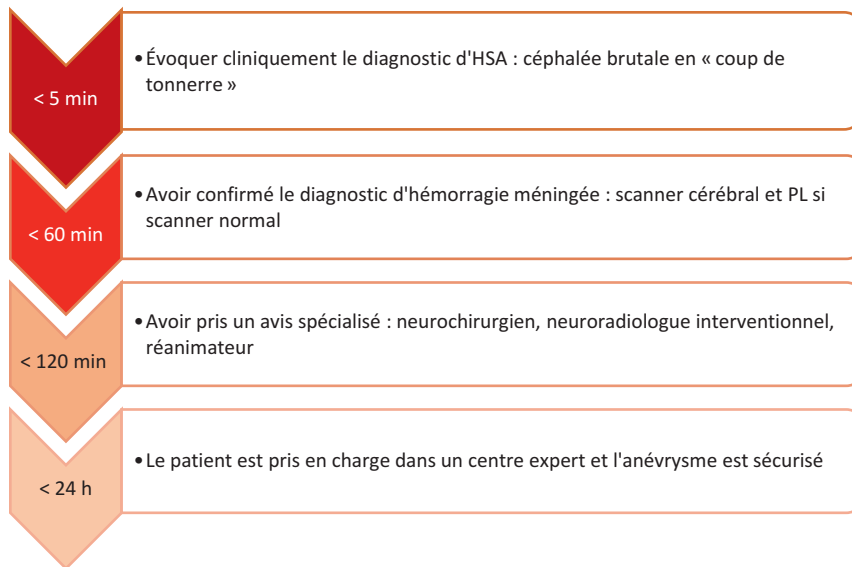 < 5 min
•Évoquer cliniquement le diagnostic d'HSA : céphalée brutale en « coup de
tonnerre »
< 60 min
•Avoir confirmé le diagnostic d'hémorragie méningée : scanner cérébral et PL si
scanner normal
< 120 min
•Avoir pris un avis spécialisé : neurochirurgien, neuroradiologue interventionnel,
réanimateur
< 24 h
•Le patient est pris en charge dans un centre expert et l'anévrysme est sécurisé